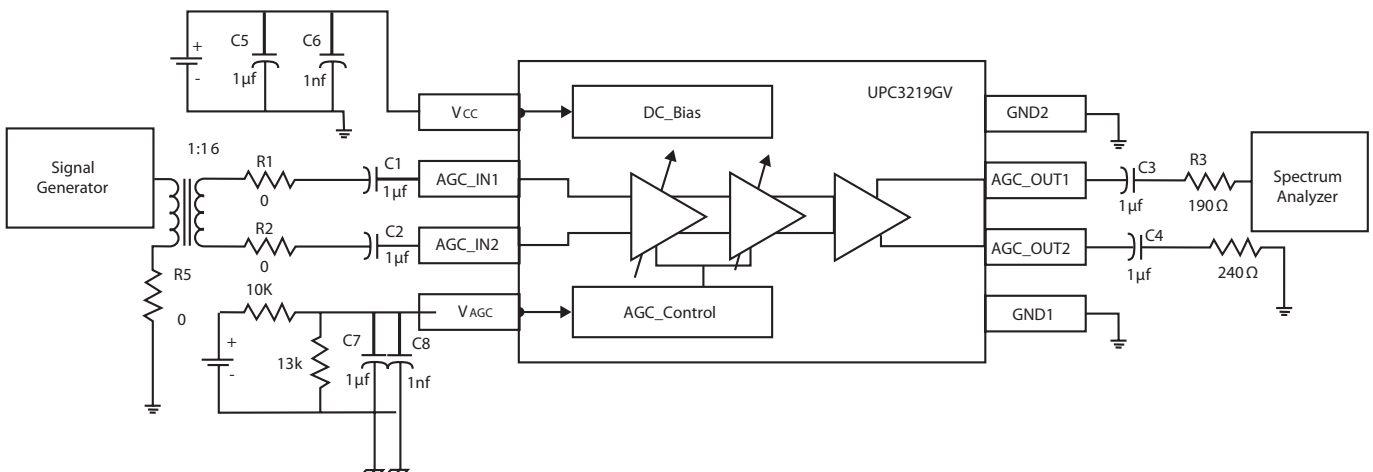 C5
C6
+
-
1µf
1nf
VCC
DC_Bias
UPC3219GV
GND2
Signal
Generator
1:16
R1
0
C1
1µf
AGC_IN1
R2
0
C2
1µf
AGC_IN2
AGC_OUT1
C3
1µf
R3
190Ω
Spectrum
Analyzer
AGC_OUT2
C4
1µf
240Ω
R5
0
10K
+
-
13k
C7
1µf
C8
1nf
VAGC
AGC_Control
GND1